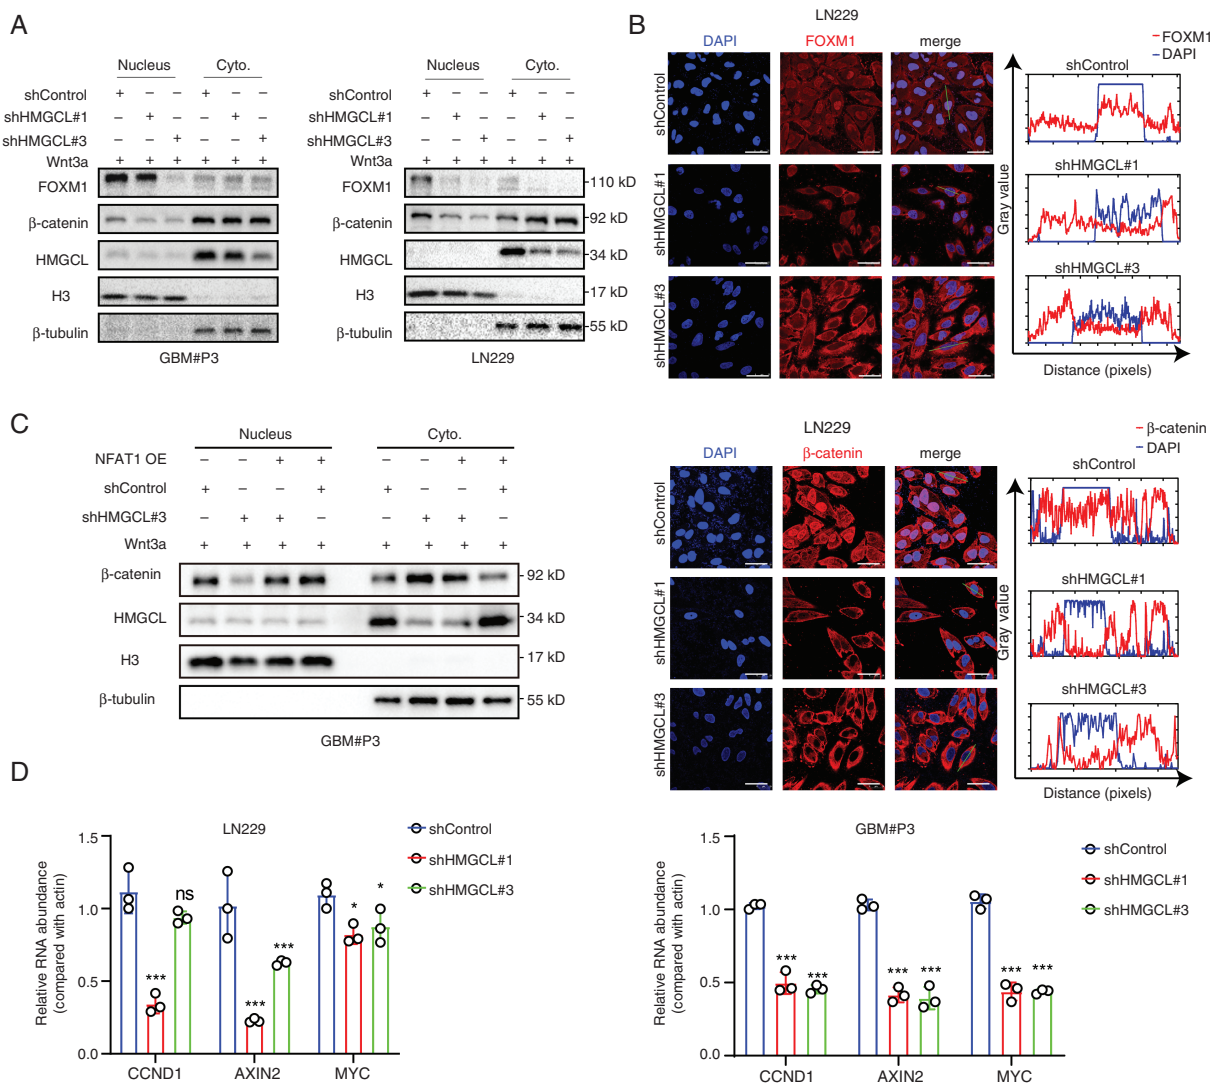 A
Nucleus Cyto.
shControl + – – + – –
shHMGCL#1 – + – – + –
shHMGCL#3 – – + – – +
Wnt3a + + + + + +
FOXM1
β-catenin
HMGCL
H3
β-tubulin
GBM#P3
Nucleus Cyto.
shControl + – – + – –
shHMGCL#1 – + – – + –
shHMGCL#3 – – + – – +
Wnt3a + + + + + +
FOXM1 110 kD
β-catenin 92 kD
HMGCL 34 kD
H3 17 kD
β-tubulin 55 kD
LN229
B
LN229
DAPI FOXM1 merge
shControl
shHMGCL#1
shHMGCL#3
FOXM1
DAPI
shControl
shHMGCL#1
shHMGCL#3
Gray value
Distance (pixels)
LN229
DAPI β-catenin merge
shControl
shHMGCL#1
shHMGCL#3
β-catenin
DAPI
shControl
shHMGCL#1
shHMGCL#3
Gray value
Distance (pixels)
C
Nucleus Cyto.
NFAT1 OE – – + + – – + +
shControl + – – + + – – +
shHMGCL#3 – + + – – + + –
Wnt3a + + + + + + + +
β-catenin 92 kD
HMGCL 34 kD
H3 17 kD
β-tubulin 55 kD
GBM#P3
D
LN229
Relative RNA abundance
(compared with actin)
1.5
1.0
0.5
0.0
*** ns
*** ***
* *
CCND1 AXIN2 MYC
shControl
shHMGCL#1
shHMGCL#3
GBM#P3
Relative RNA abundance
(compared with actin)
1.5
1.0
0.5
0.0
*** ***
*** ***
*** ***
CCND1 AXIN2 MYC
shControl
shHMGCL#1
shHMGCL#3